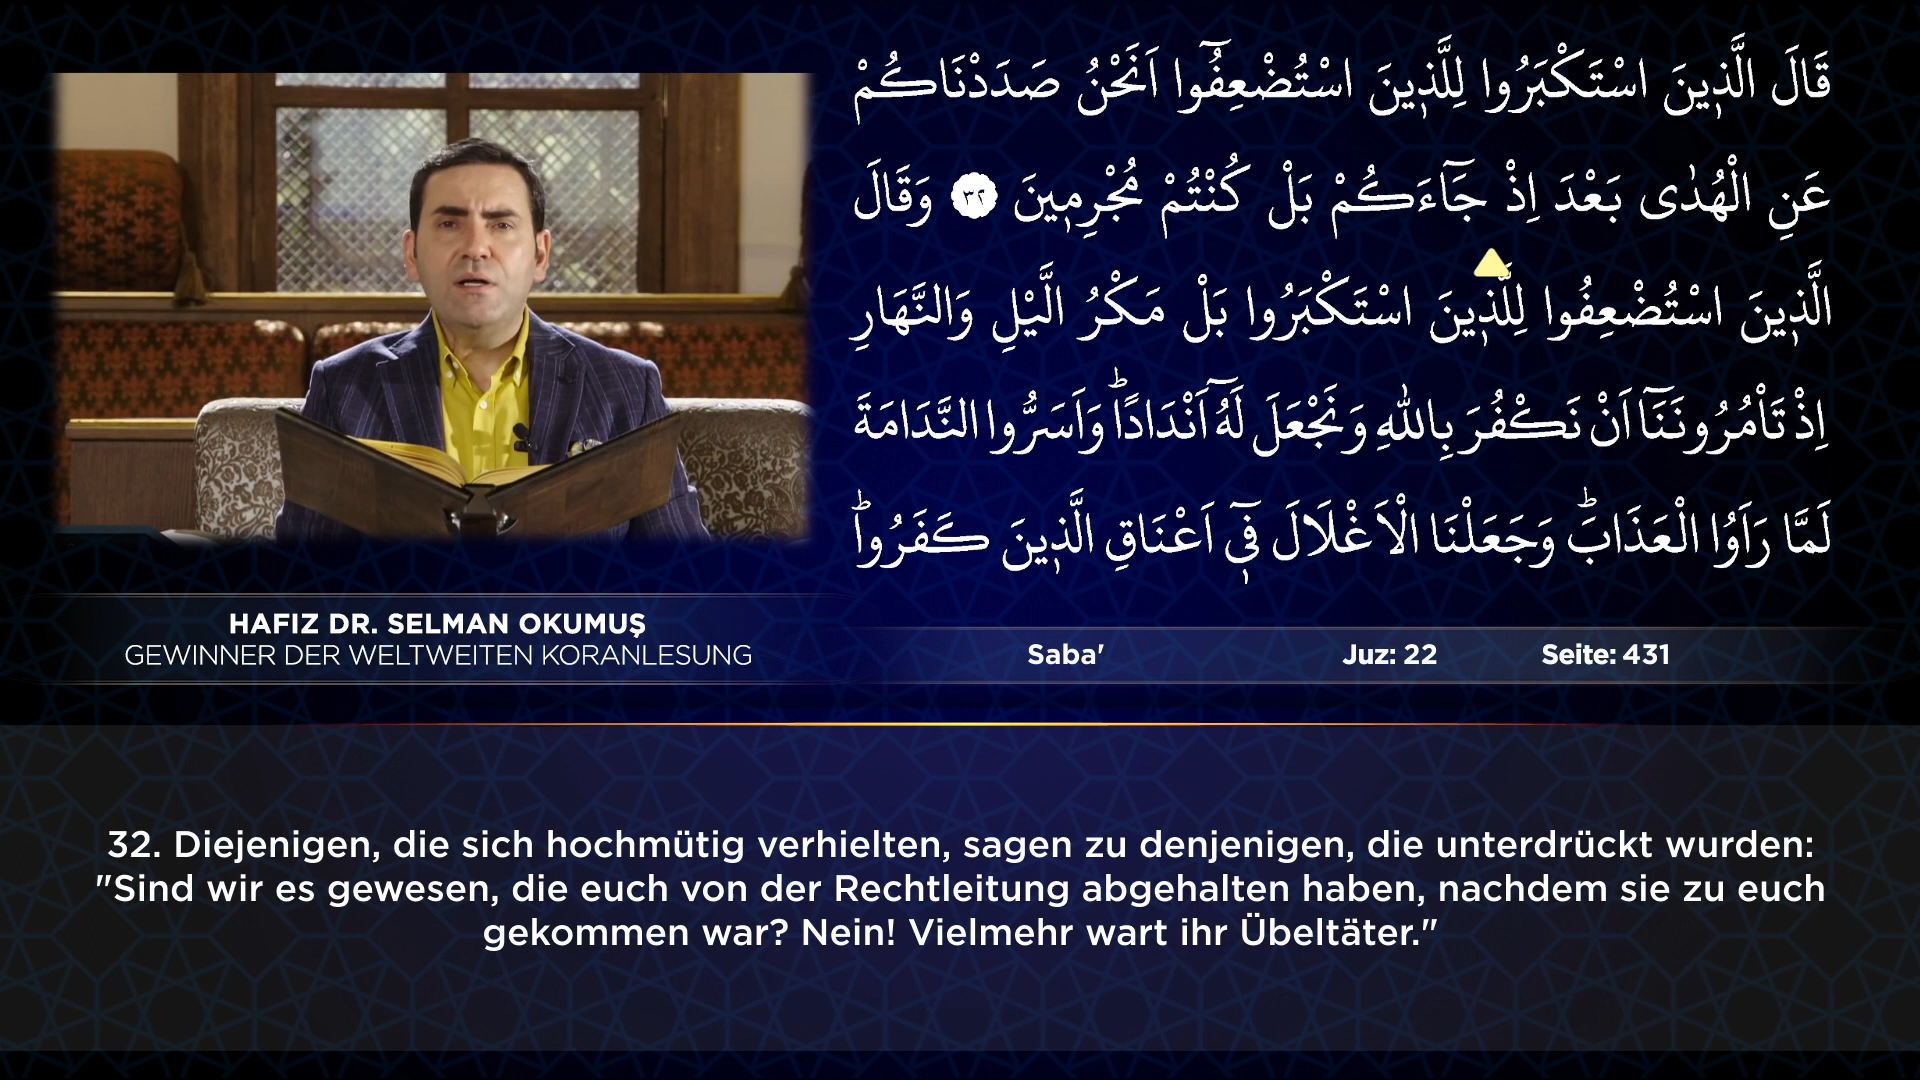 قَالَ الَّذ۪ينَ اسْتَكْبَرُوا لِلَّذ۪ينَ اسْتُضْعِفُٓوا اَنَحْنُ صَدَدْنَاكُمْ
عَنِ الْهُدٰى بَعْدَ اِذْ جَٓاءَكُمْ بَلْ كُنْتُمْ مُجْرِم۪ينَ ﴿٣٢﴾ وَقَالَ
الَّذ۪ينَ اسْتُضْعِفُوا لِلَّذ۪ينَ اسْتَكْبَرُوا بَلْ مَكْرُ الَّيْلِ وَالنَّهَارِ
اِذْ تَأْمُرُونَنَٓا اَنْ نَكْفُرَ بِاللّٰهِ وَنَجْعَلَ لَهُٓ اَنْدَادًاۜ وَاَسَرُّوا النَّدَامَةَ
لَمَّا رَاَوُا الْعَذَابَۜ وَجَعَلْنَا الْاَغْلَالَ ف۪ٓي اَعْنَاقِ الَّذ۪ينَ كَفَرُواۜ
HAFIZ DR. SELMAN OKUMUŞ
GEWINNER DER WELTWEITEN KORANLESUNG
Saba' Juz: 22 Seite: 431
32. Diejenigen, die sich hochmütig verhielten, sagen zu denjenigen, die unterdrückt wurden:
"Sind wir es gewesen, die euch von der Rechtleitung abgehalten haben, nachdem sie zu euch
gekommen war? Nein! Vielmehr wart ihr Übeltäter."